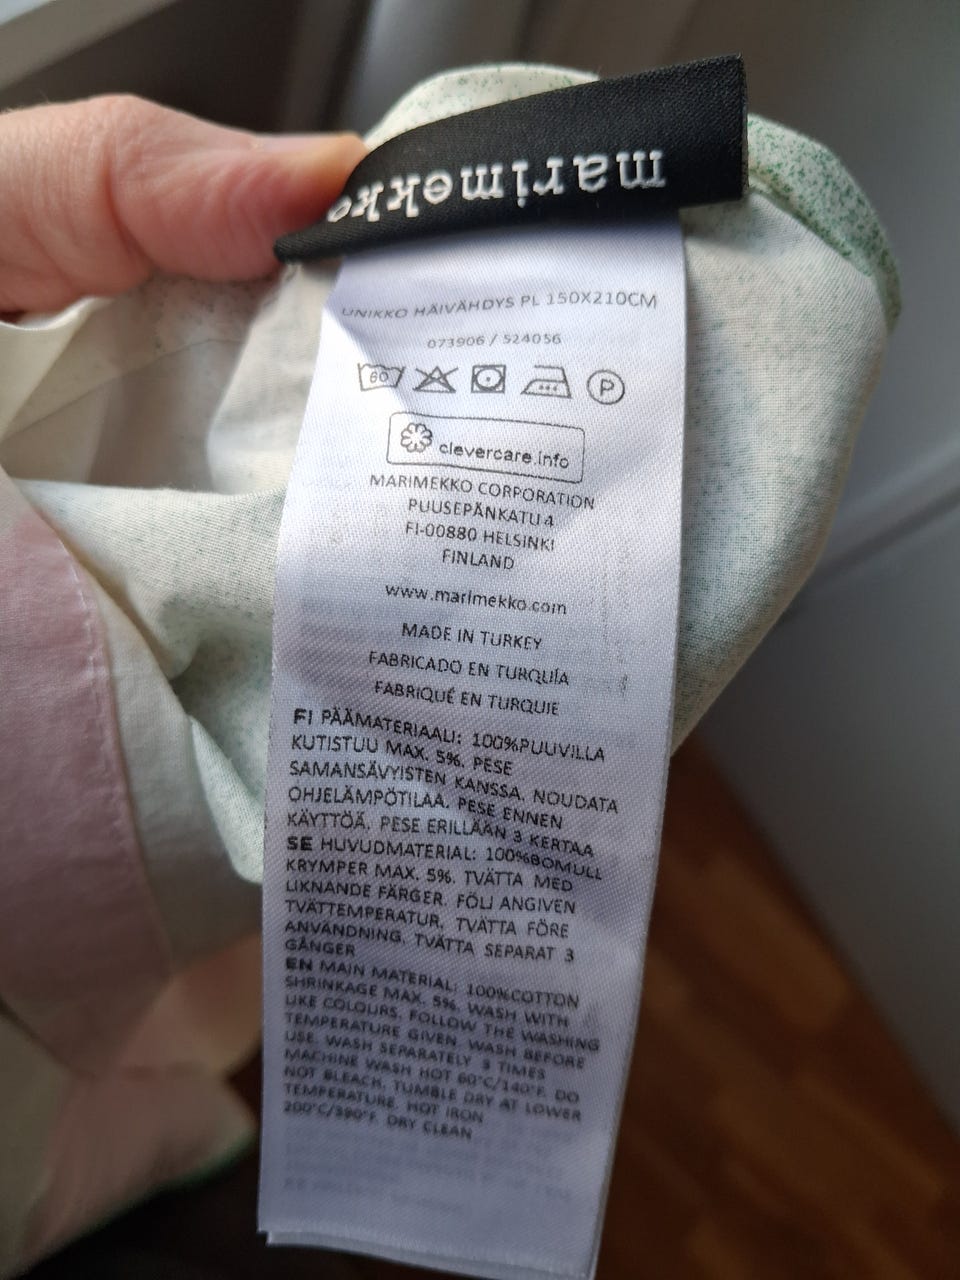 marimekko
UNIKKO HÄIVÄHDYS PL 150X210CM
073906 / 524056
60 P
clevercare.info
MARIMEKKO CORPORATION
PUUSEPÄNKATU 4
FI-00880 HELSINKI
FINLAND
www.marimekko.com
MADE IN TURKEY
FABRICADO EN TURQUÍA
FABRIQUÉ EN TURQUIE
FI PÄÄMATERIAALI: 100%PUUVILLA
KUTISTUU MAX. 5%. PESE
SAMANSÄVYISTEN KANSSA. NOUDATA
OHJELÄMPÖTILAA. PESE ENNEN
KÄYTTÖÄ. PESE ERILLÄÄN 3 KERTAA
SE HUVUDMATERIAL: 100%BOMULL
KRYMPER MAX. 5%. TVÄTTA MED
LIKNANDE FÄRGER. FÖLJ ANGIVEN
TVÄTTEMPERATUR. TVÄTTA FÖRE
ANVÄNDNING. TVÄTTA SEPARAT 3
GÅNGER
EN MAIN MATERIAL: 100%COTTON
SHRINKAGE MAX. 5%. WASH WITH
LIKE COLOURS. FOLLOW THE WASHING
TEMPERATURE GIVEN. WASH BEFORE
USE. WASH SEPARATELY 3 TIMES
MACHINE WASH HOT 60°C/140°F. DO
NOT BLEACH. TUMBLE DRY AT LOWER
TEMPERATURE. HOT IRON
200°C/390°F. DRY CLEAN